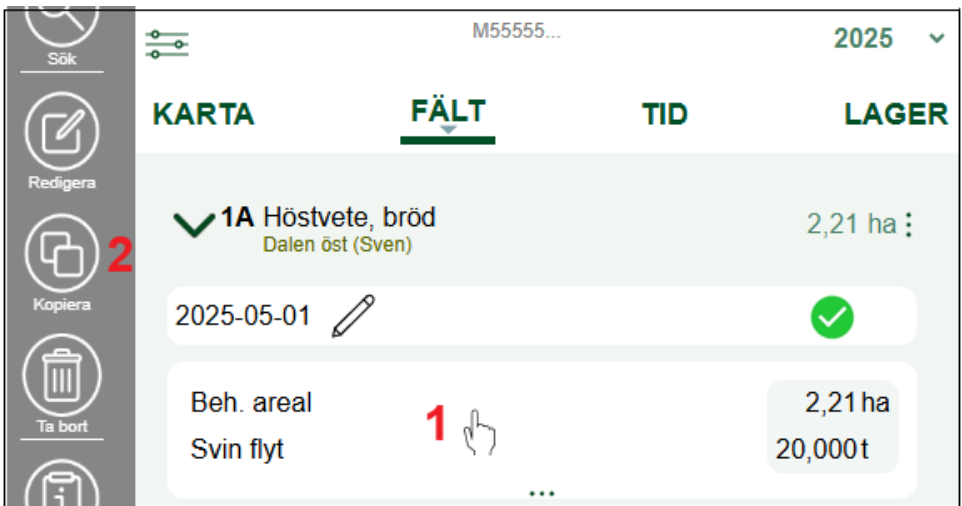 Sök
Redigera
2
Kopiera
Ta bort
M55555...
2025
KARTA FÄLT TID LAGER
1A Höstvete, bröd 2,21 ha
Dalen öst (Sven)
2025-05-01
Beh. areal 1 2,21 ha
Svin flyt 20,000 t
...